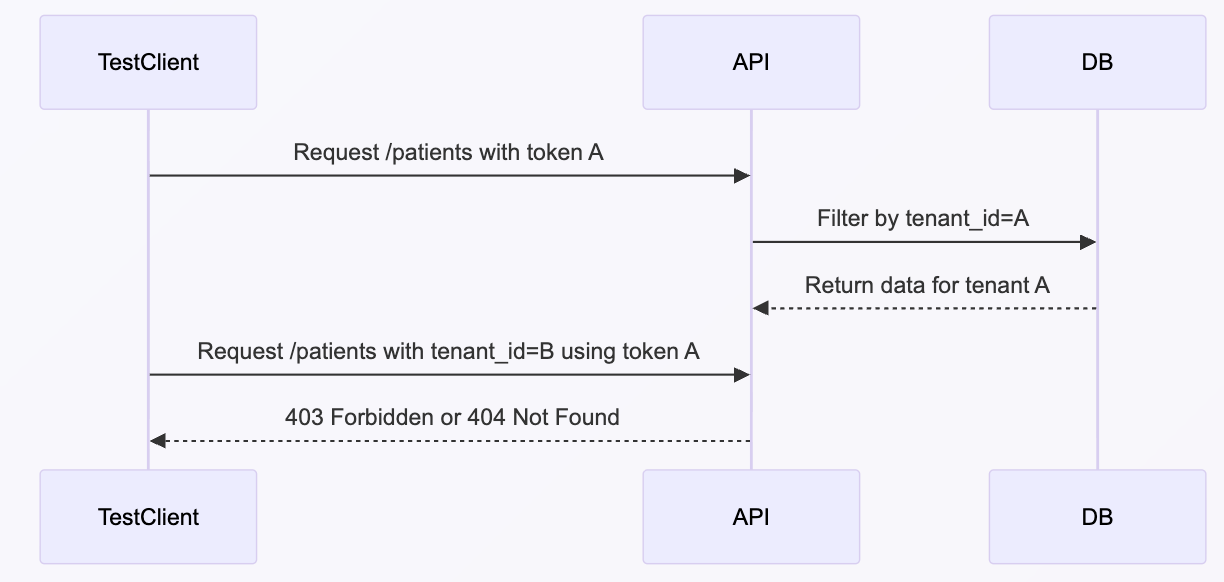 TestClient
API
DB
Request /patients with token A
Filter by tenant_id=A
Return data for tenant A
Request /patients with tenant_id=B using token A
403 Forbidden or 404 Not Found
TestClient
API
DB